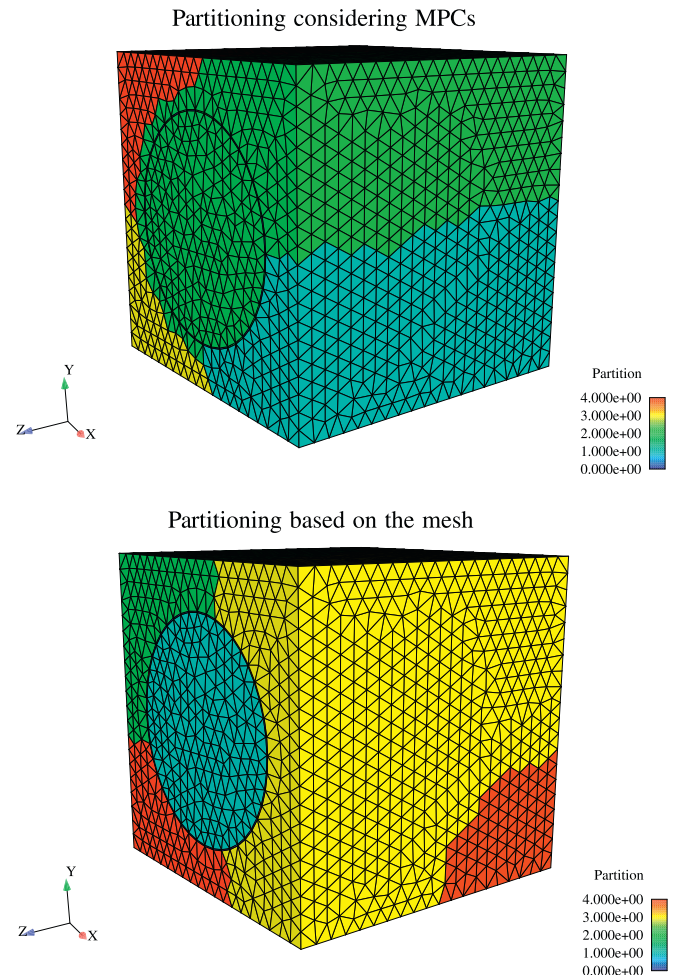 Partitioning considering MPCs
Y
Z
X
Partition
4.000e+00
3.000e+00
2.000e+00
1.000e+00
0.000e+00
Partitioning based on the mesh
Y
Z
X
Partition
4.000e+00
3.000e+00
2.000e+00
1.000e+00
0.000e+00